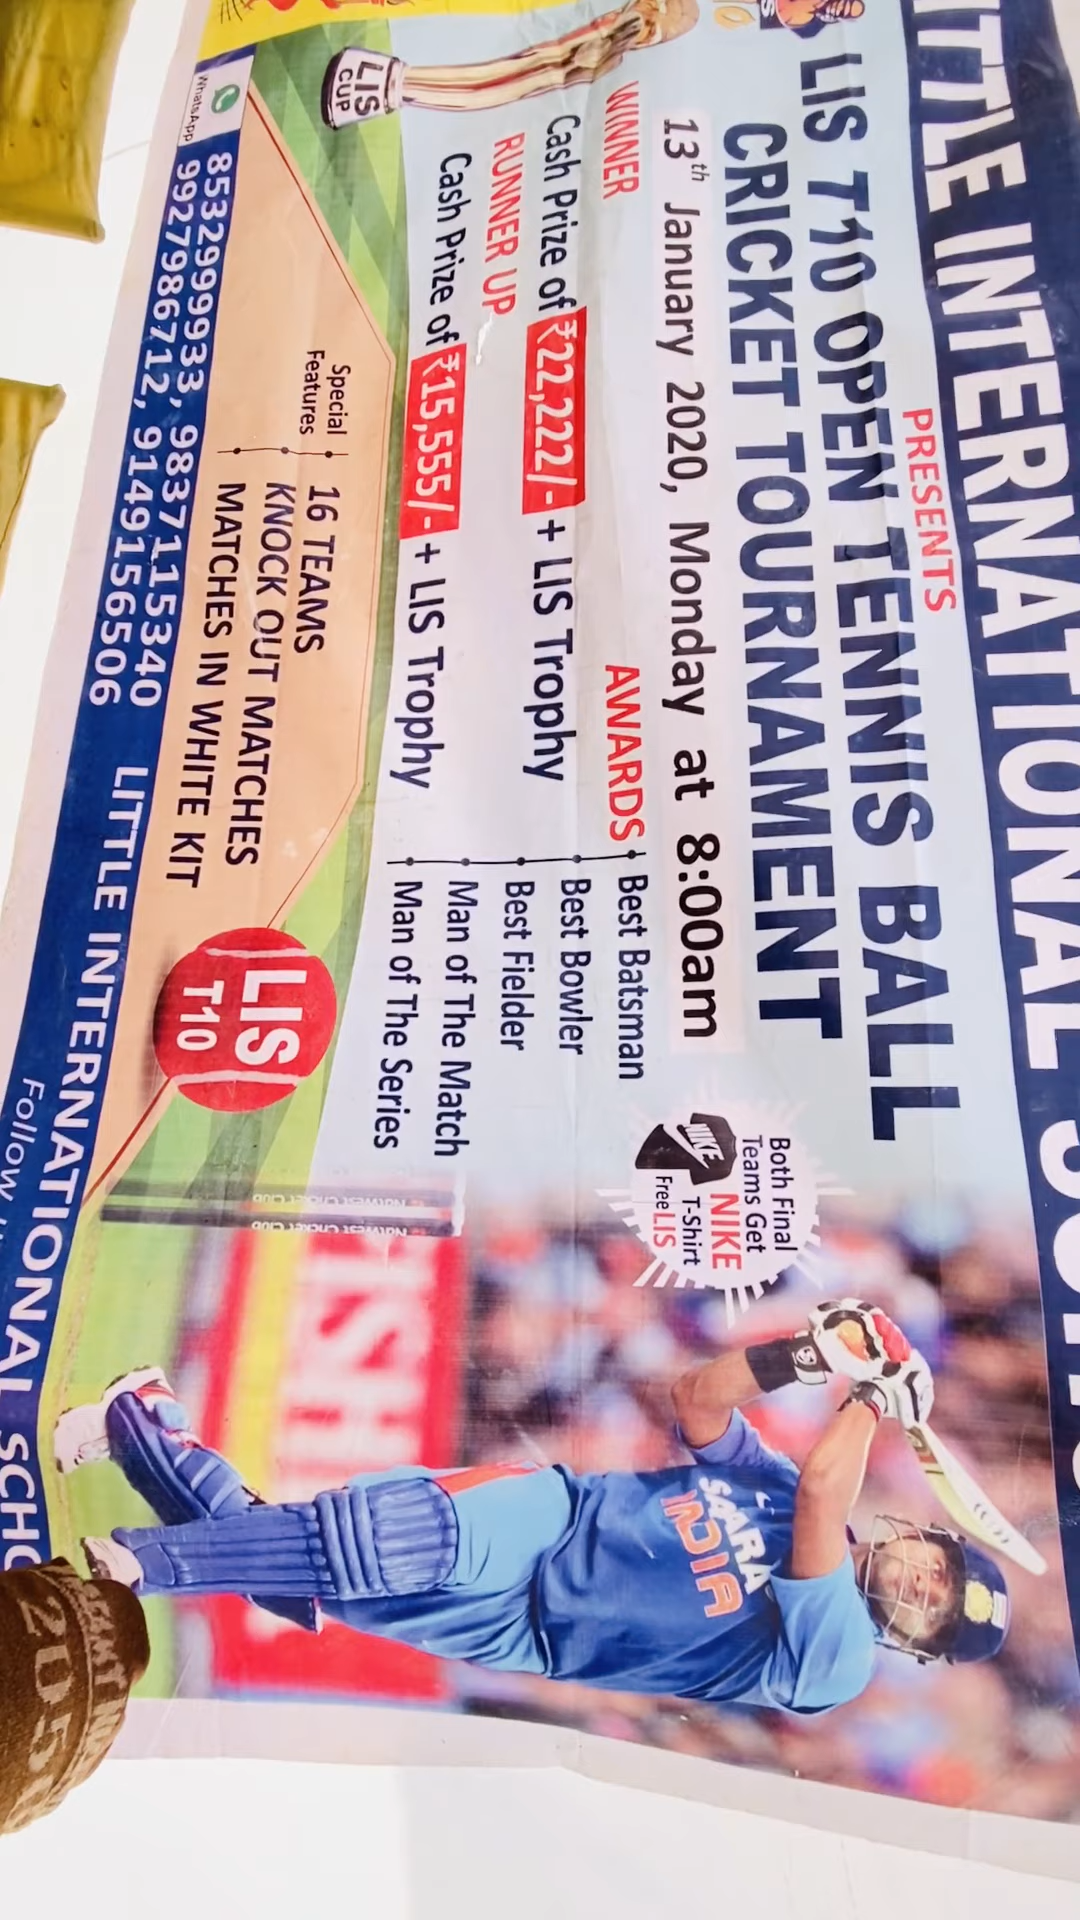 LITTLE INTERNATIONAL
PRESENTS
LIS T10 OPEN TENNIS BALL
CRICKET TOURNAMENT
13th January 2020, Monday at 8:00am
WINNER
Cash Prize of ₹22,222/- + LIS Trophy
RUNNER UP
Cash Prize of ₹15,555/- + LIS Trophy
AWARDS
Best Batsman
Best Bowler
Best Fielder
Man of The Match
Man of The Series
Both Final
Teams Get
NIKE
T-Shirt
Free LIS
NIKE
LIS
CUP
Special
Features
16 TEAMS
KNOCK OUT MATCHES
MATCHES IN WHITE KIT
LIS
T10
SAHARA
INDIA
WhatsApp
8532999933, 9837115340
9927986712, 9149156506
LITTLE INTERNATIONAL SCHO
Follow